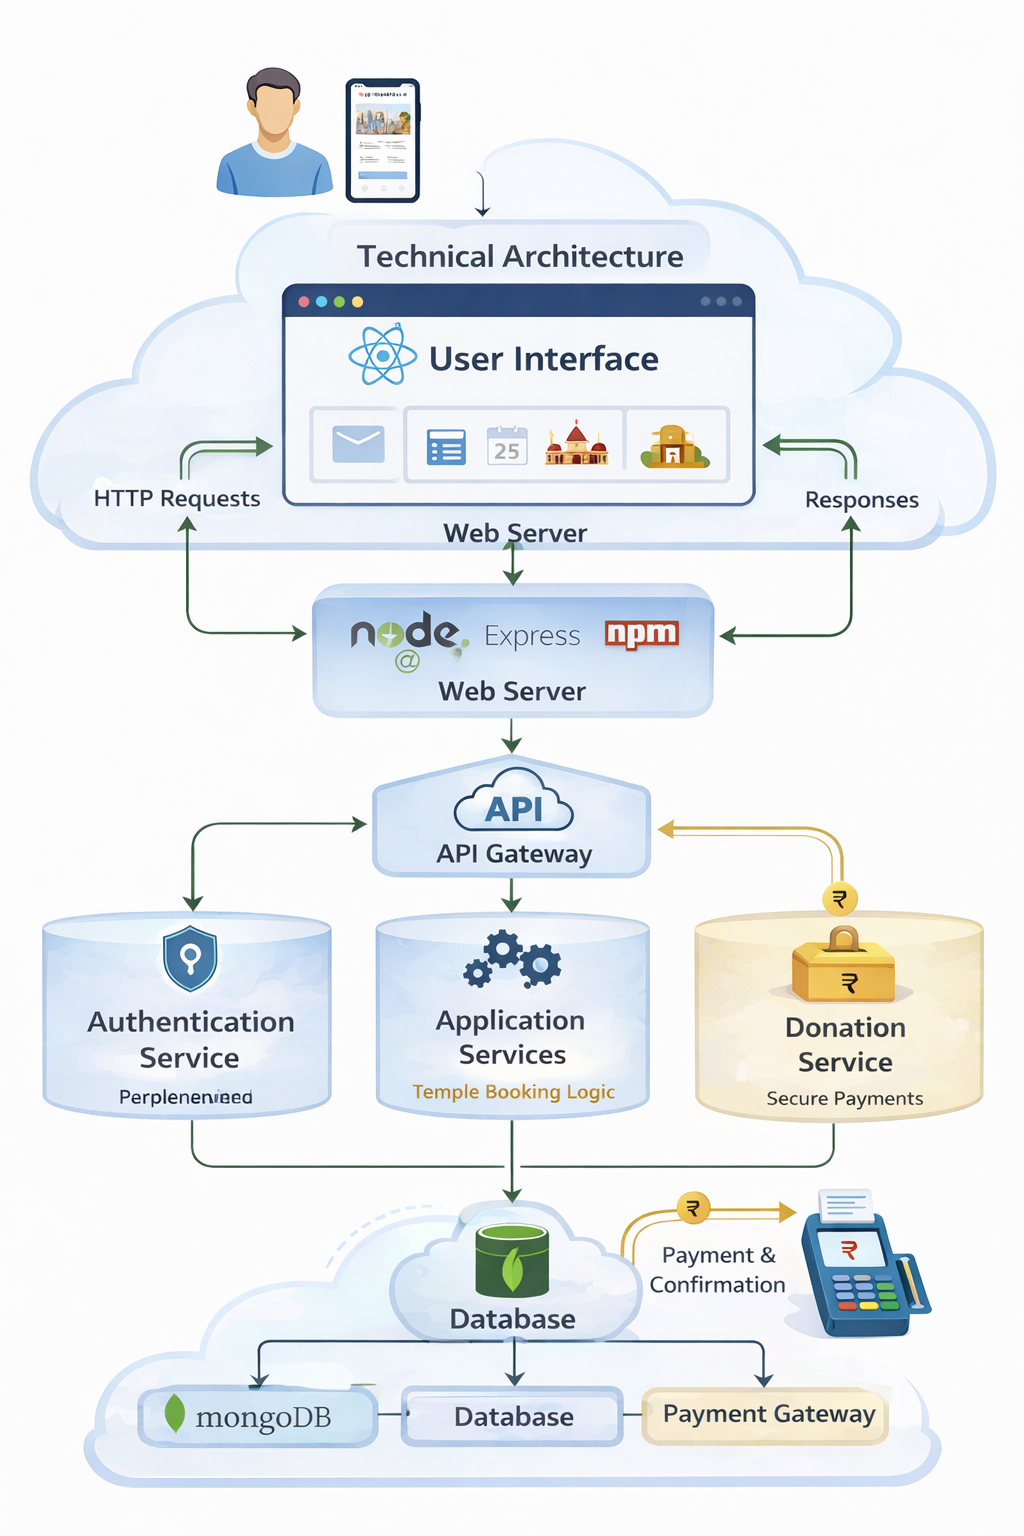 Technical Architecture
User Interface
25
HTTP Requests
Responses
Web Server
node
Express
npm
@
Web Server
API
API Gateway
₹
₹
Authentication
Service
Application
Services
Temple Booking Logic
Donation
Service
Secure Payments
₹
₹
Payment &
Confirmation
Database
mongoDB
Database
Payment Gateway